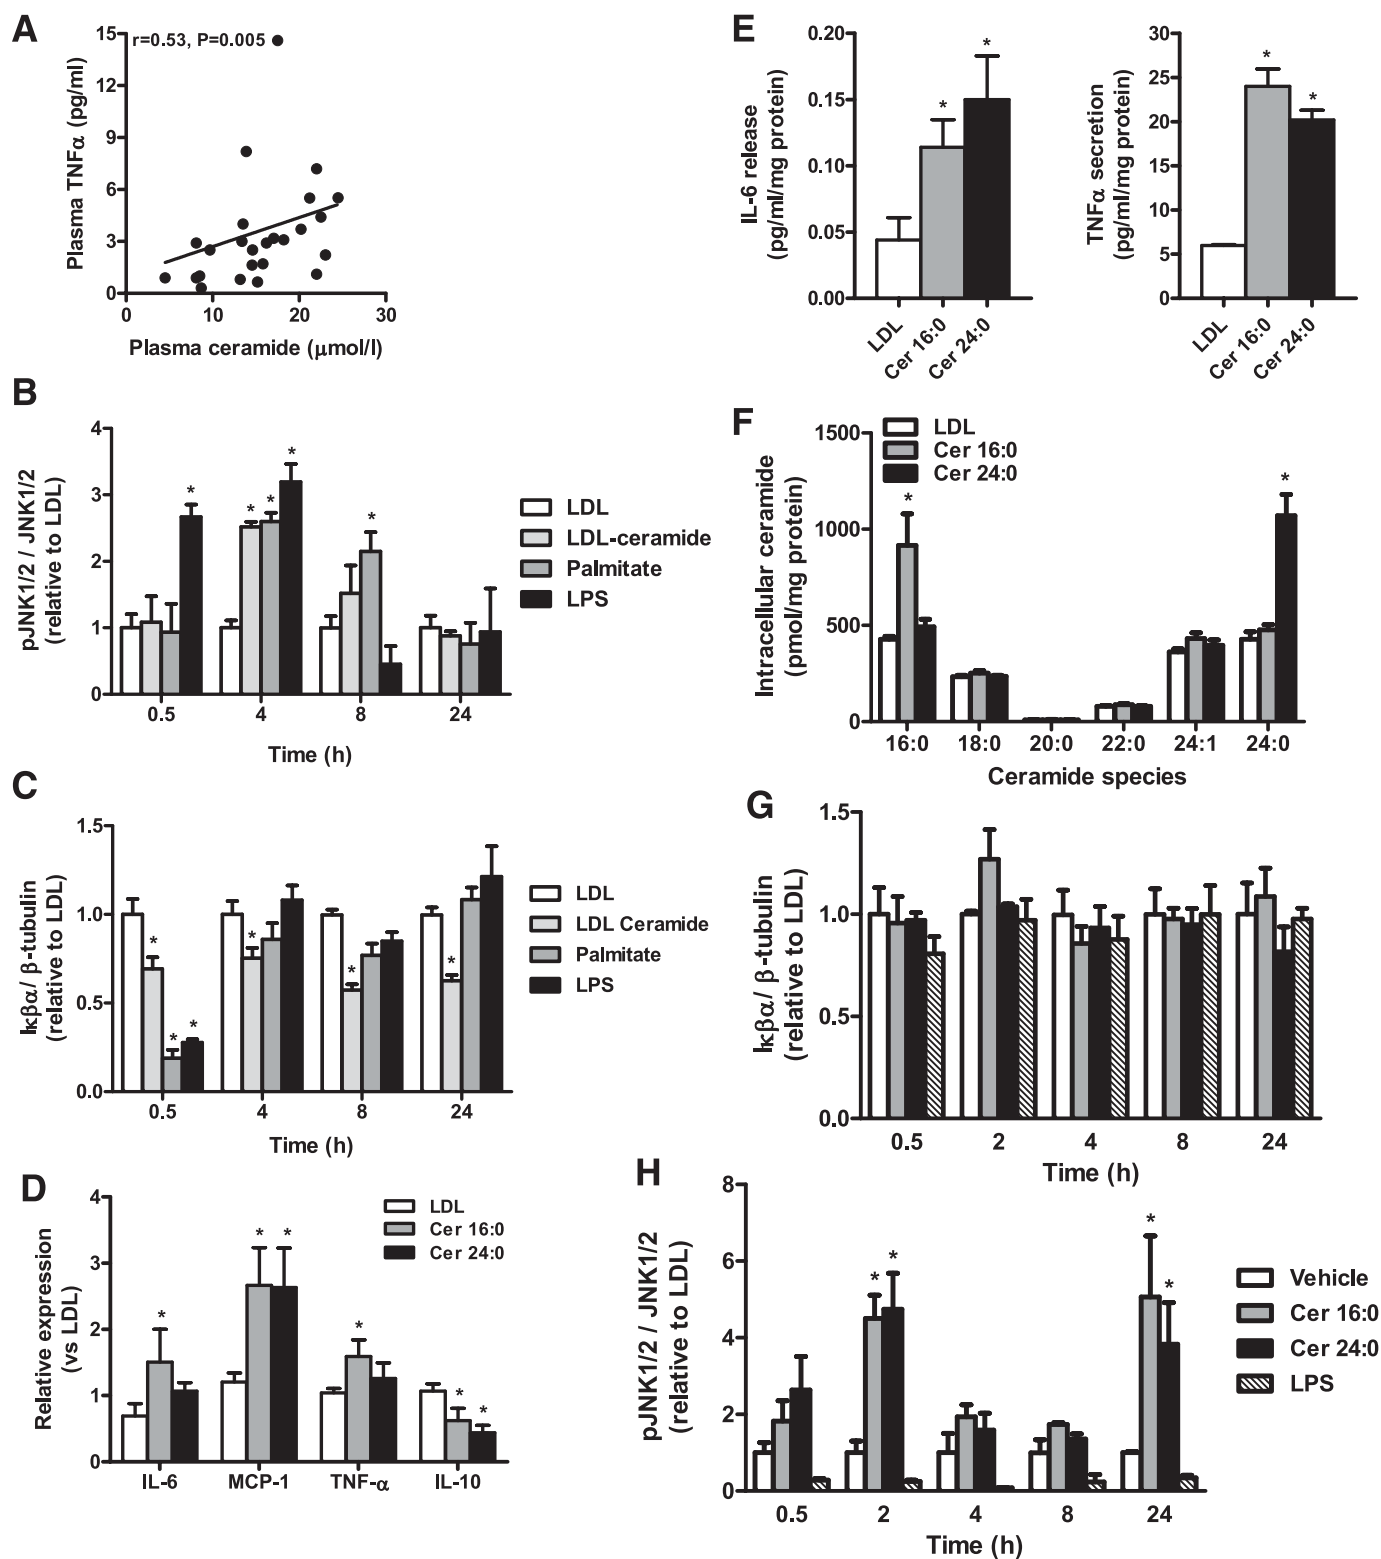 A
r=0.53, P=0.005
Plasma TNFα (pg/ml)
15
12
9
6
3
0
0 10 20 30
Plasma ceramide (μmol/l)
B
pJNK1/2 / JNK1/2
(relative to LDL)
4
3
2
1
0
* * * * *
0.5 4 8 24
Time (h)
LDL
LDL-ceramide
Palmitate
LPS
C
Iκβα/ β-tubulin
(relative to LDL)
1.5
1.0
0.5
0.0
* * * * * *
0.5 4 8 24
Time (h)
LDL
LDL Ceramide
Palmitate
LPS
D
Relative expression
(vs LDL)
4
3
2
1
0
* * * * * *
IL-6 MCP-1 TNF-α IL-10
LDL
Cer 16:0
Cer 24:0
E
IL-6 release
(pg/ml/mg protein)
0.20
0.15
0.10
0.05
0.00
* *
LDL
Cer 16:0
Cer 24:0
TNFα secretion
(pg/ml/mg protein)
30
25
20
15
10
5
0
* *
LDL
Cer 16:0
Cer 24:0
F
Intracellular ceramide
(pmol/mg protein)
1500
1000
500
0
LDL
Cer 16:0
Cer 24:0
* *
16:0 18:0 20:0 22:0 24:1 24:0
Ceramide species
G
Iκβα/ β-tubulin
(relative to LDL)
1.5
1.0
0.5
0.0
0.5 2 4 8 24
Time (h)
H
pJNK1/2 / JNK1/2
(relative to LDL)
8
6
4
2
0
* * * *
0.5 2 4 8 24
Time (h)
Vehicle
Cer 16:0
Cer 24:0
LPS